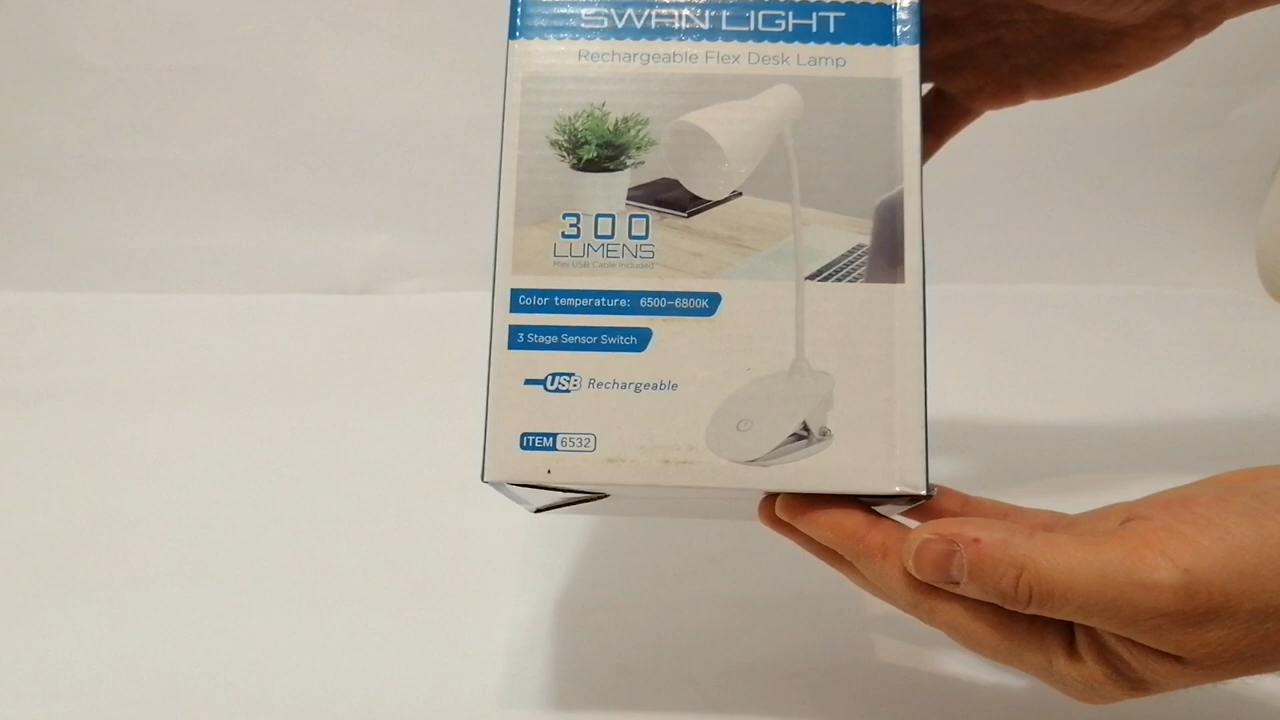 SWAN LIGHT
Rechargeable Flex Desk Lamp
300
LUMENS
Mini USB Cable Included
Color temperature: 6500-6800K
3 Stage Sensor Switch
USB Rechargeable
ITEM 6532